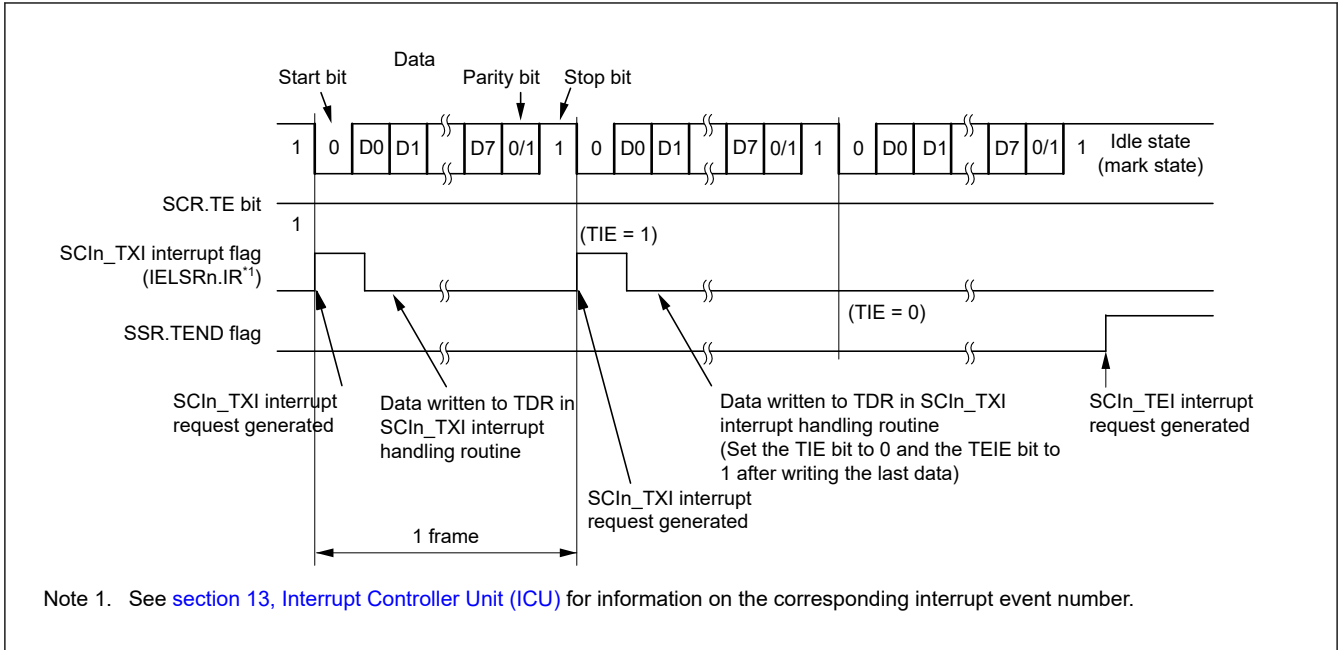 Data
Start bit
Parity bit
Stop bit
1 0 D0 D1 D7 0/1 1 0 D0 D1 D7 0/1 1 0 D0 D1 D7 0/1 1
Idle state
(mark state)
SCR.TE bit
1
(TIE = 1)
SCIn_TXI interrupt flag
(IELSRn.IR*1)
(TIE = 0)
SSR.TEND flag
SCIn_TXI interrupt
request generated
Data written to TDR in
SCIn_TXI interrupt
handling routine
Data written to TDR in SCIn_TXI
interrupt handling routine
(Set the TIE bit to 0 and the TEIE bit to
1 after writing the last data)
SCIn_TEI interrupt
request generated
SCIn_TXI interrupt
request generated
1 frame
Note 1. See section 13, Interrupt Controller Unit (ICU) for information on the corresponding interrupt event number.